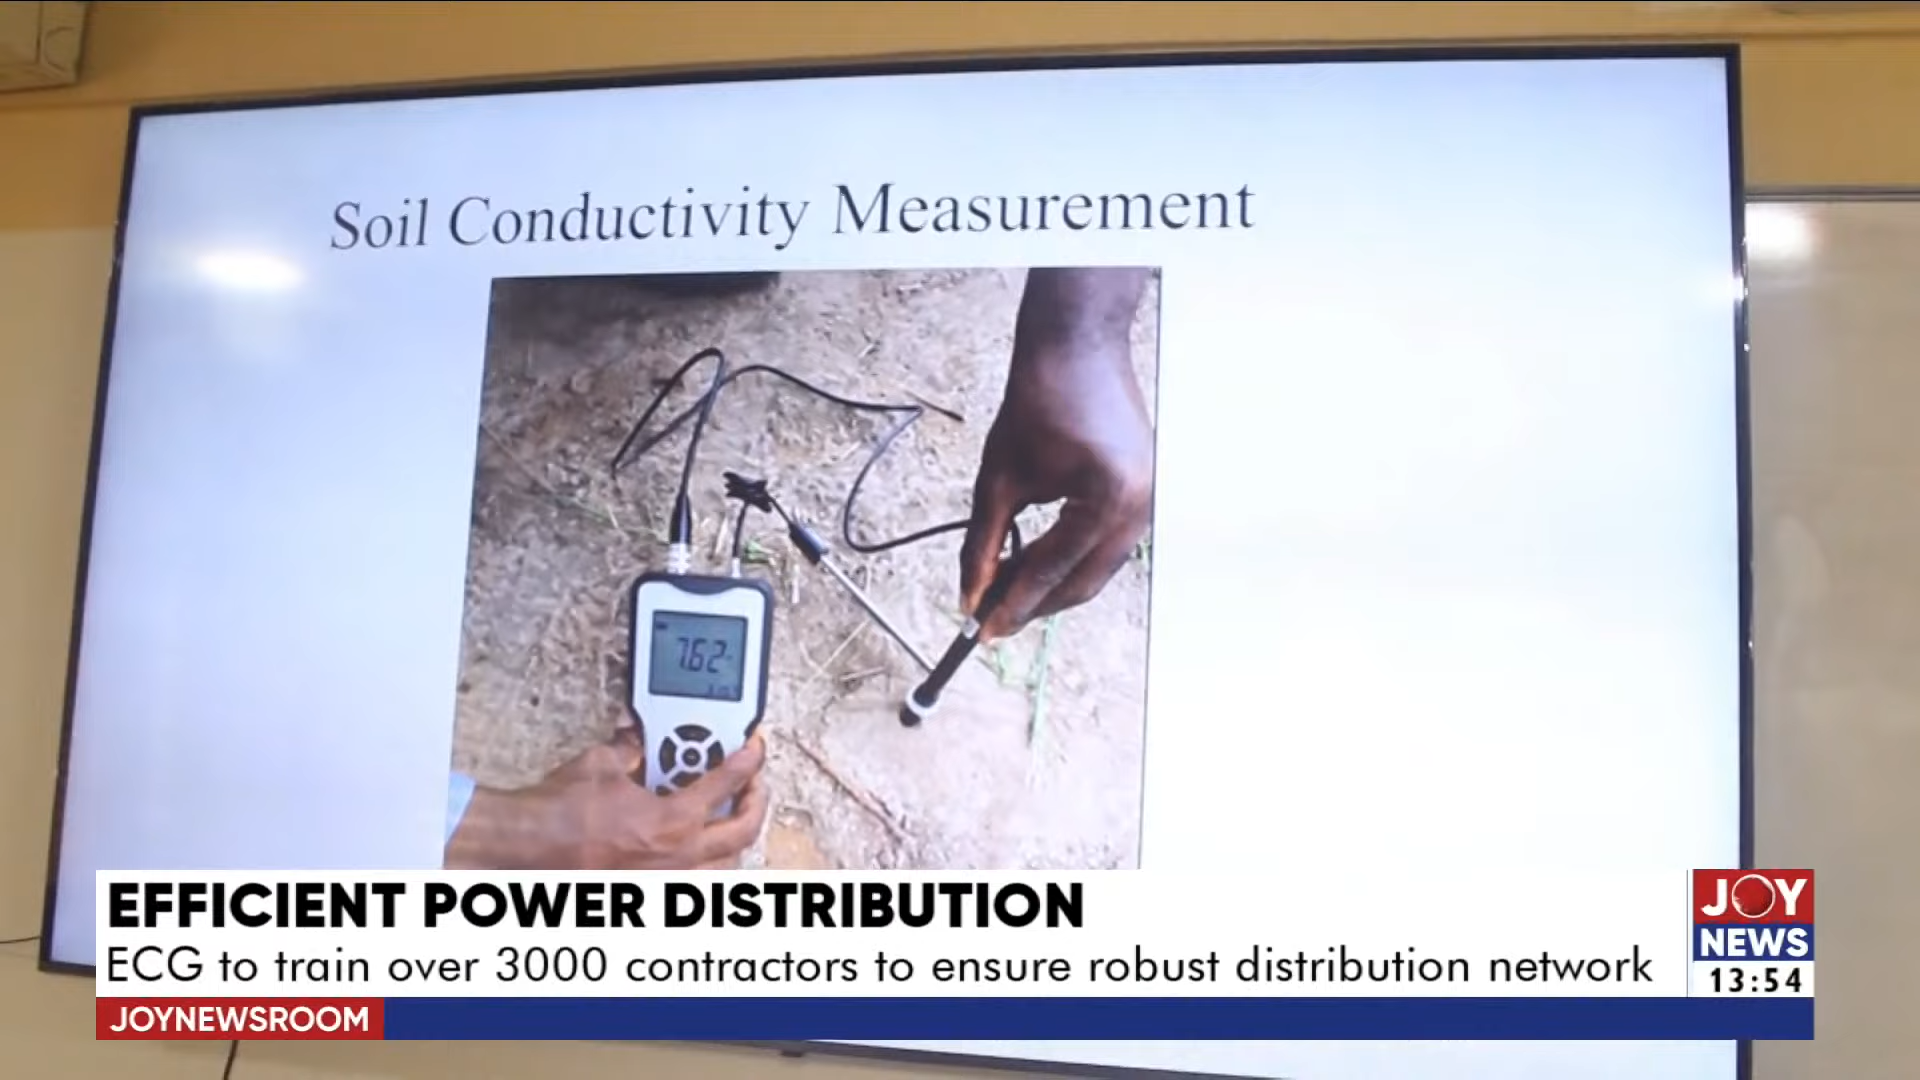 Soil Conductivity Measurement
7.62
EFFICIENT POWER DISTRIBUTION
ECG to train over 3000 contractors to ensure robust distribution network
JOY
NEWS
13:54
JOYNEWSROOM